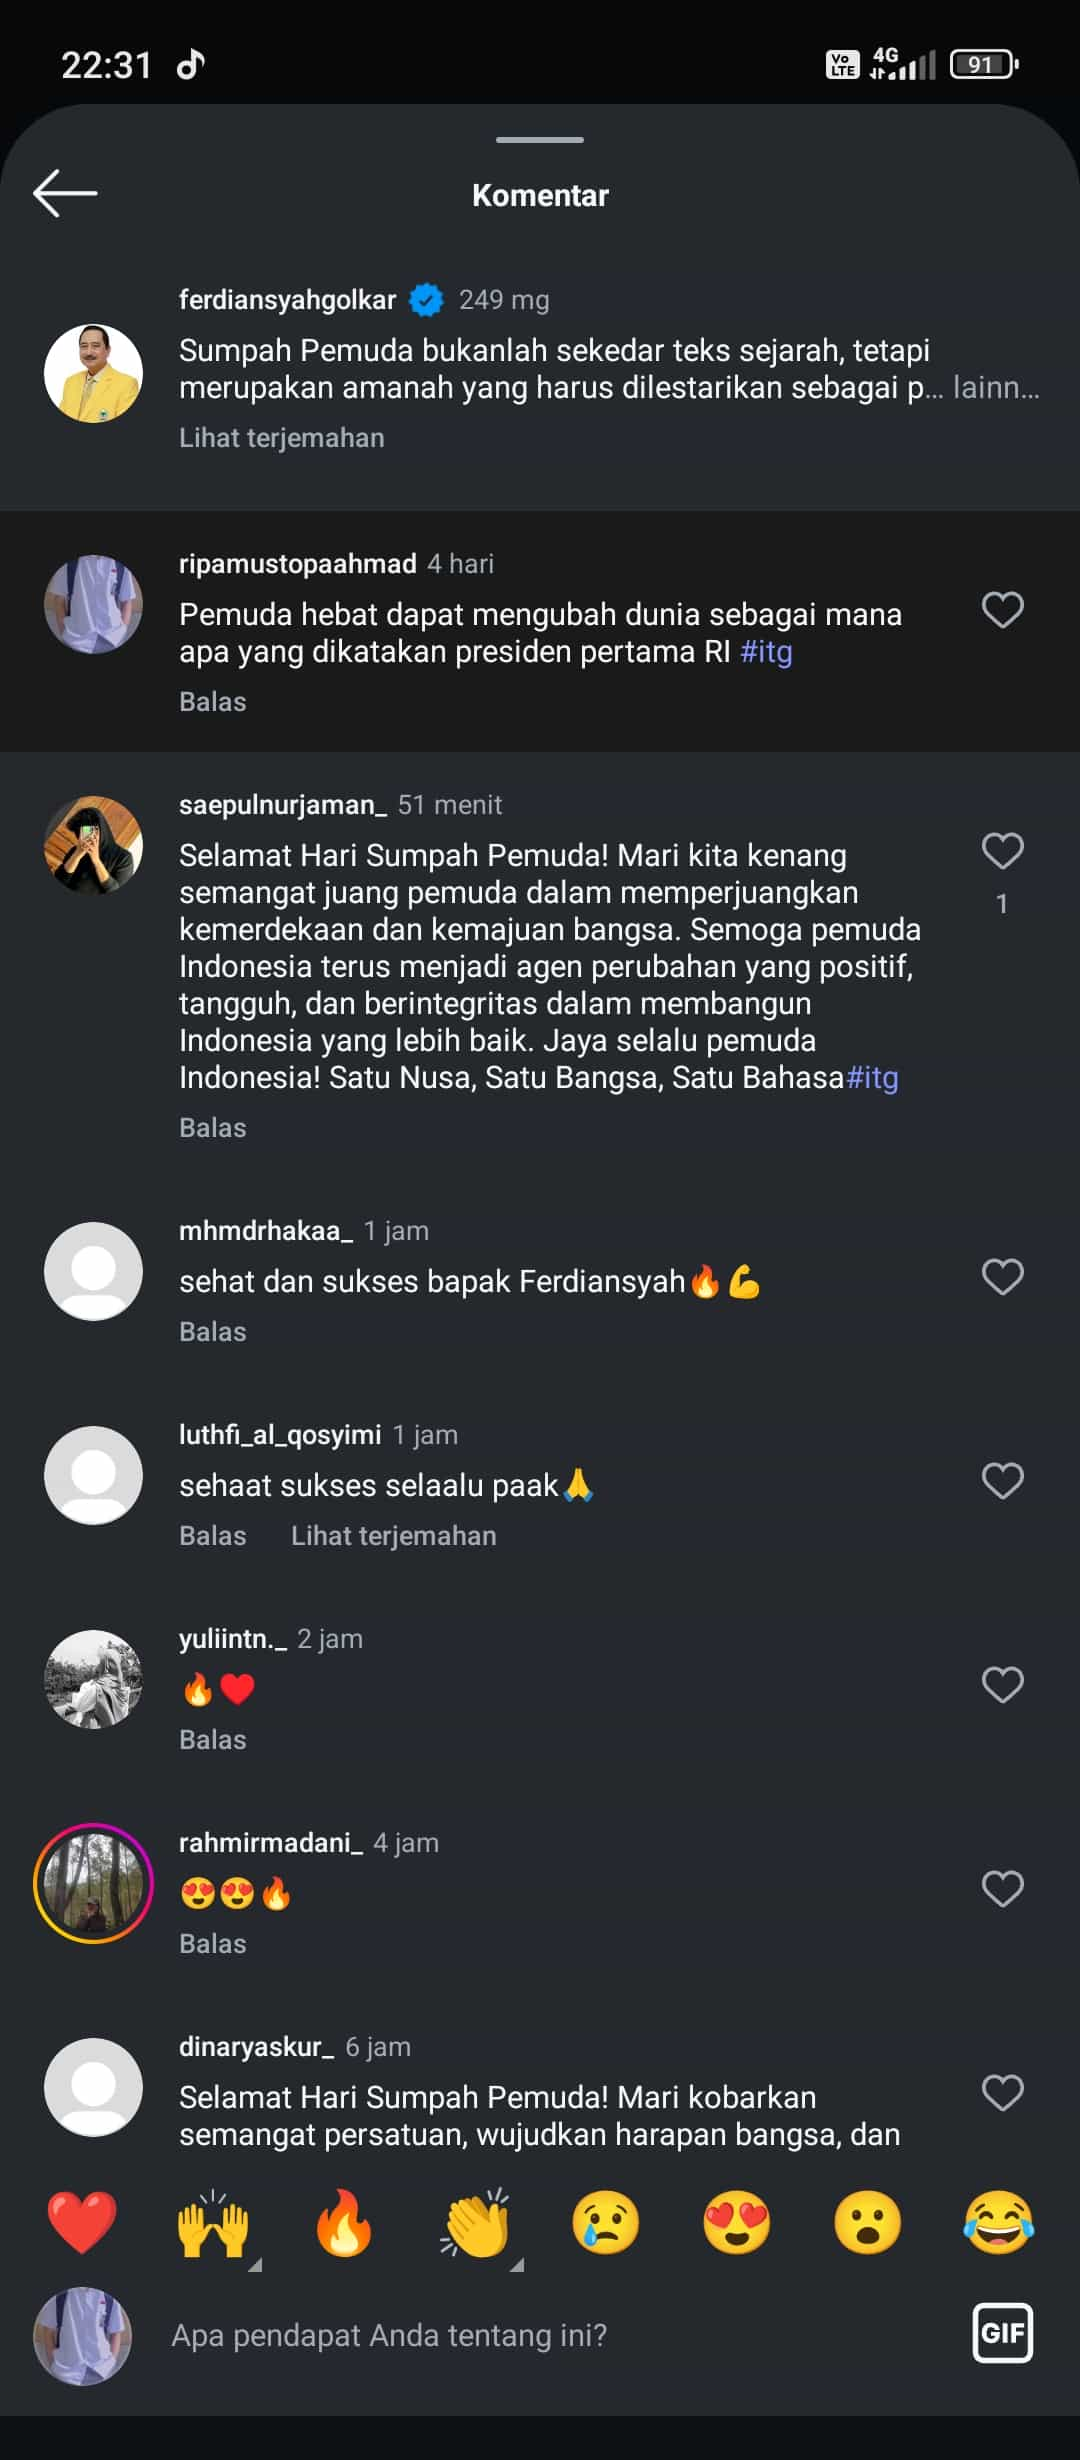 22:31
Vo LTE 4G 91
Komentar
ferdiansyahgolkar 249 mg
Sumpah Pemuda bukanlah sekedar teks sejarah, tetapi
merupakan amanah yang harus dilestarikan sebagai p... lainn...
Lihat terjemahan
ripamustopaahmad 4 hari
Pemuda hebat dapat mengubah dunia sebagai mana
apa yang dikatakan presiden pertama RI #itg
Balas
saepulnurjaman_ 51 menit
Selamat Hari Sumpah Pemuda! Mari kita kenang
semangat juang pemuda dalam memperjuangkan
kemerdekaan dan kemajuan bangsa. Semoga pemuda
Indonesia terus menjadi agen perubahan yang positif,
tangguh, dan berintegritas dalam membangun
Indonesia yang lebih baik. Jaya selalu pemuda
Indonesia! Satu Nusa, Satu Bangsa, Satu Bahasa#itg
1
Balas
mhmdrhakaa_ 1 jam
sehat dan sukses bapak Ferdiansyah🔥💪
Balas
luthfi_al_qosyimi 1 jam
sehaat sukses selaalu paak🙏
Balas Lihat terjemahan
yuliintn._ 2 jam
🔥❤️
Balas
rahmirmadani_ 4 jam
😍😍🔥
Balas
dinaryaskur_ 6 jam
Selamat Hari Sumpah Pemuda! Mari kobarkan
semangat persatuan, wujudkan harapan bangsa, dan
❤️🙌🔥👏😢😍😮😂
Apa pendapat Anda tentang ini? GIF